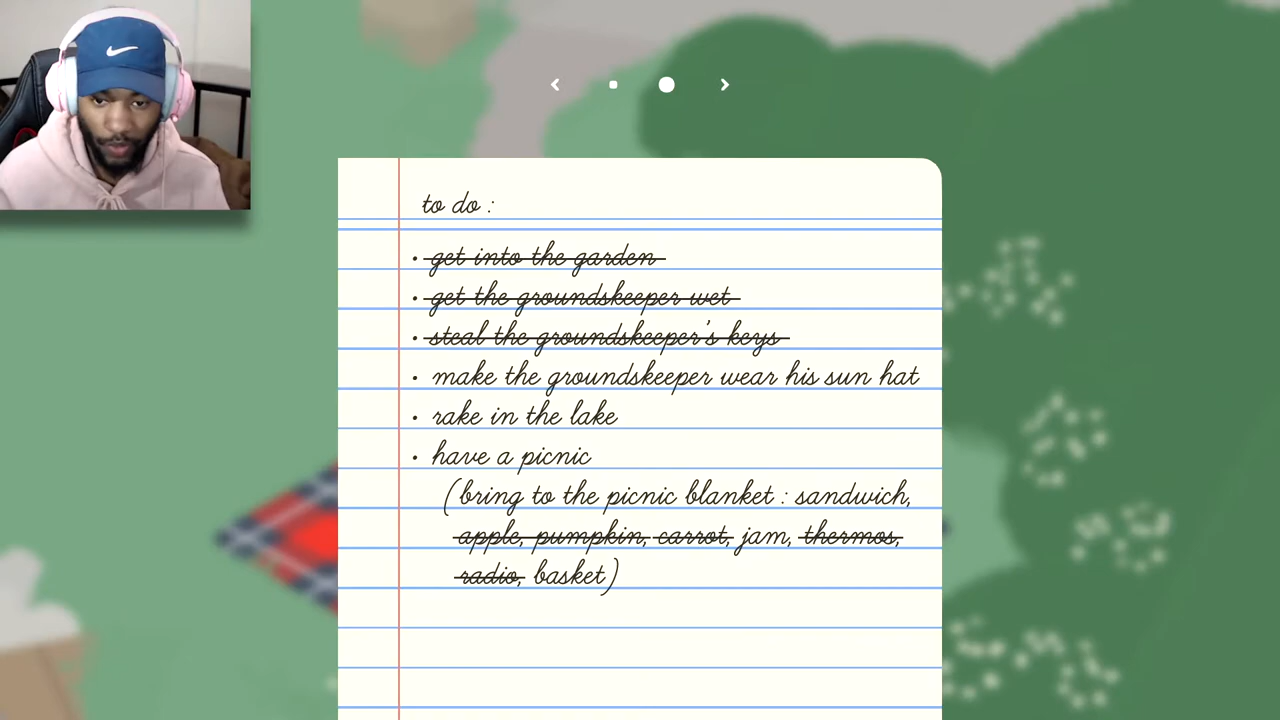 to do :
• get into the garden
• get the groundskeeper wet
• steal the groundskeeper's keys
• make the groundskeeper wear his sun hat
• rake in the lake
• have a picnic
(bring to the picnic blanket : sandwich,
apple, pumpkin, carrot, jam, thermos,
radio, basket)